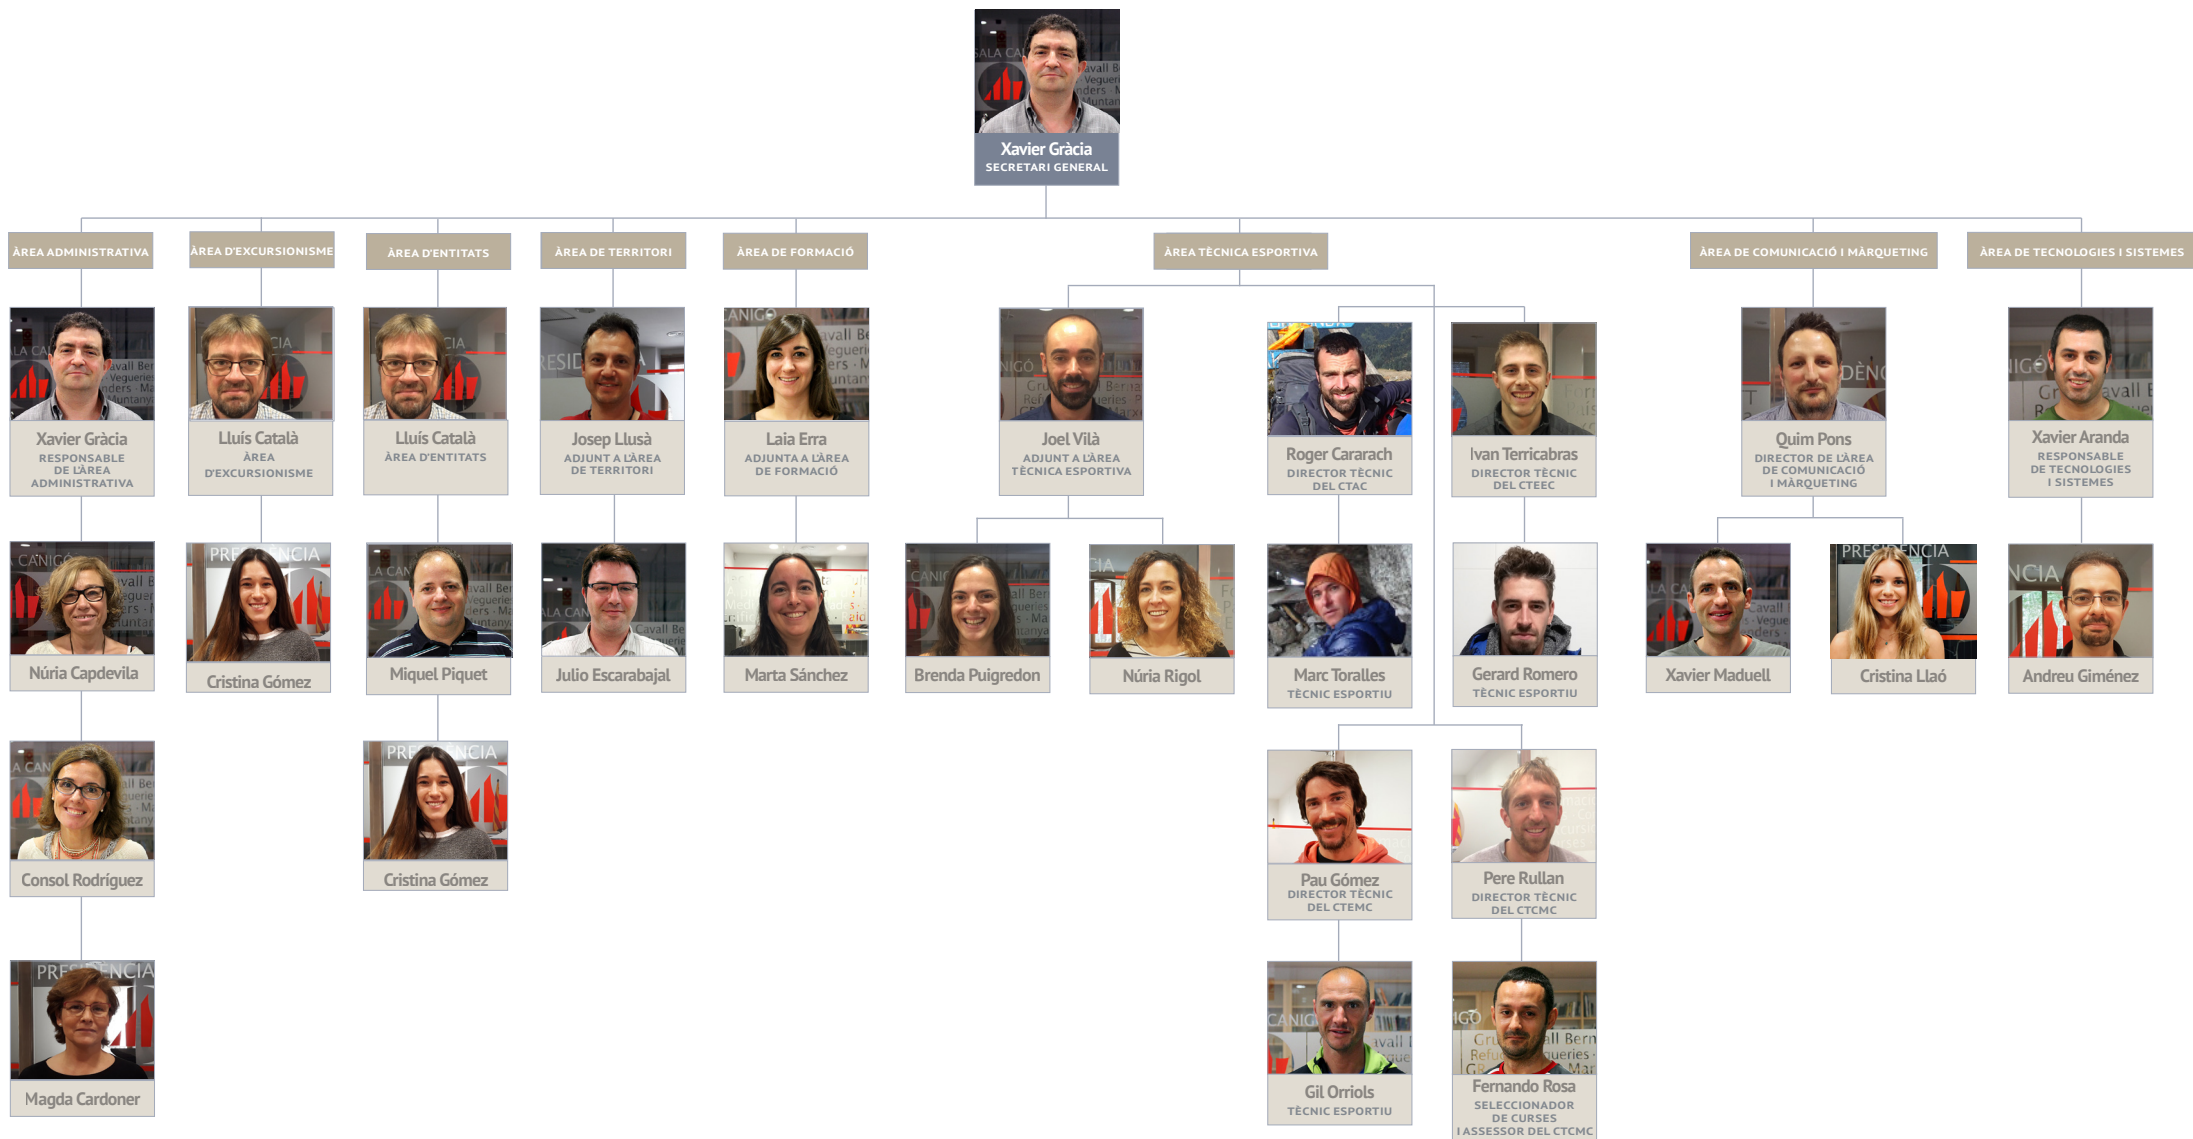 Xavier Gràcia
SECRETARI GENERAL
ÀREA ADMINISTRATIVA
ÀREA D'EXCURSIONISME
ÀREA D'ENTITATS
ÀREA DE TERRITORI
ÀREA DE FORMACIÓ
ÀREA TÈCNICA ESPORTIVA
ÀREA DE COMUNICACIÓ I MÀRQUETING
ÀREA DE TECNOLOGIES I SISTEMES
Xavier Gràcia
RESPONSABLE
DE L'ÀREA
ADMINISTRATIVA
Lluís Català
ÀREA
D'EXCURSIONISME
Lluís Català
ÀREA D'ENTITATS
Josep Llusà
ADJUNT A L'ÀREA
DE TERRITORI
Laia Erra
ADJUNTA A L'ÀREA
DE FORMACIÓ
Joel Vilà
ADJUNT A L'ÀREA
TÈCNICA ESPORTIVA
Roger Cararach
DIRECTOR TÈCNIC
DEL CTAC
Ivan Terricabras
DIRECTOR TÈCNIC
DEL CTEEC
Quim Pons
DIRECTOR DE L'ÀREA
DE COMUNICACIÓ
I MÀRQUETING
Xavier Aranda
RESPONSABLE
DE TECNOLOGIES
I SISTEMES
Núria Capdevila
Cristina Gómez
Miquel Piquet
Julio Escarabajal
Marta Sánchez
Brenda Puigredon
Núria Rigol
Marc Toralles
TÈCNIC ESPORTIU
Gerard Romero
TÈCNIC ESPORTIU
Xavier Maduell
PRESIDÈNCIA
Cristina Llaó
Andreu Giménez
Consol Rodríguez
Cristina Gómez
Pau Gómez
DIRECTOR TÈCNIC
DEL CTEMC
Pere Rullan
DIRECTOR TÈCNIC
DEL CTCMC
Magda Cardoner
Gil Orriols
TÈCNIC ESPORTIU
Fernando Rosa
SELECCIONADOR
DE CURSES
I ASSESSOR DEL CTCMC